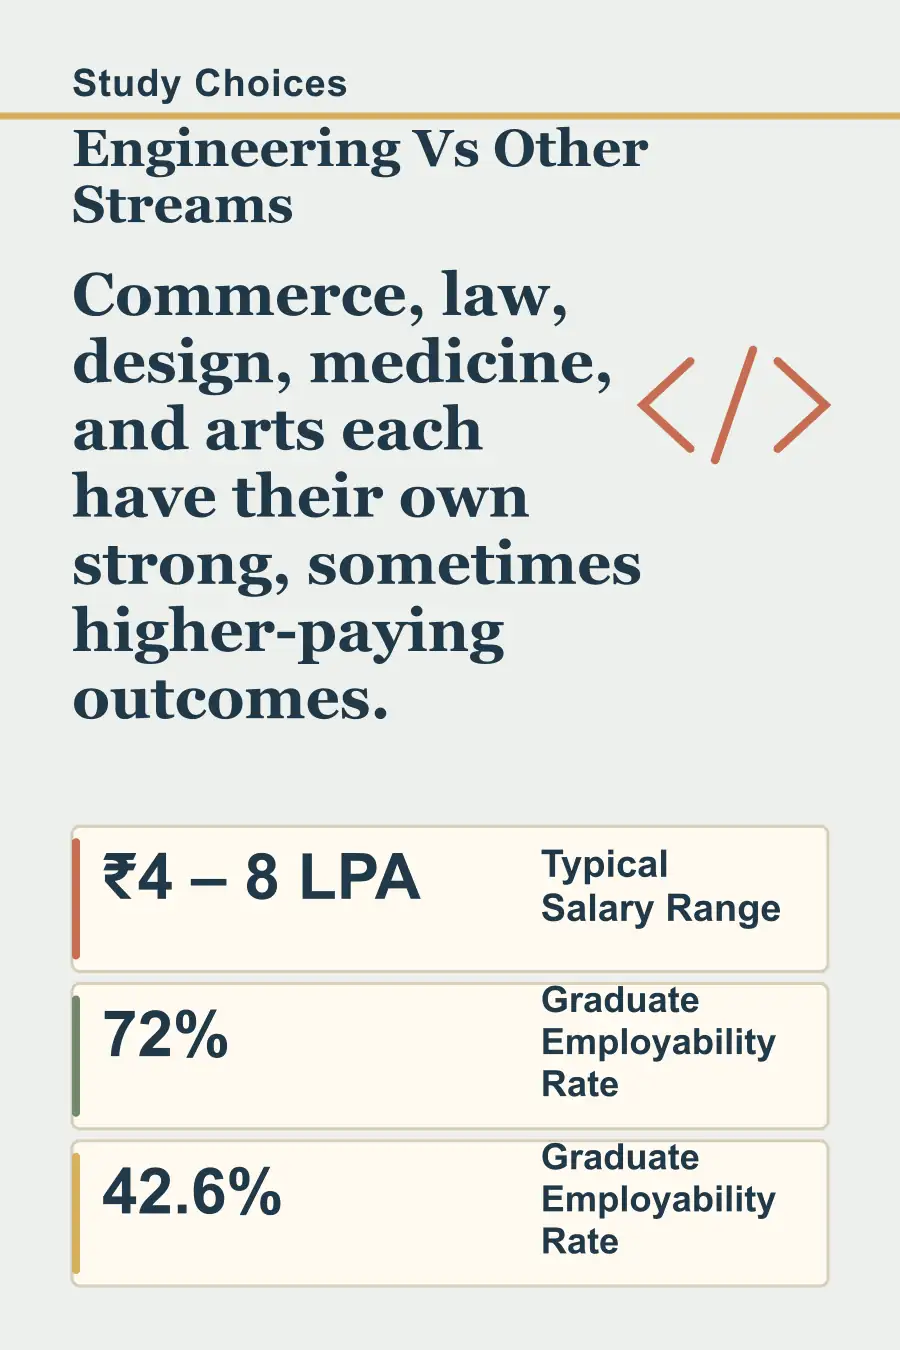 Study Choices
Engineering Vs Other
Streams
Commerce, law,
design, medicine,
and arts each
have their own
strong, sometimes
higher-paying
outcomes.
₹4 – 8 LPA
Typical
Salary Range
72%
Graduate
Employability
Rate
42.6%
Graduate
Employability
Rate